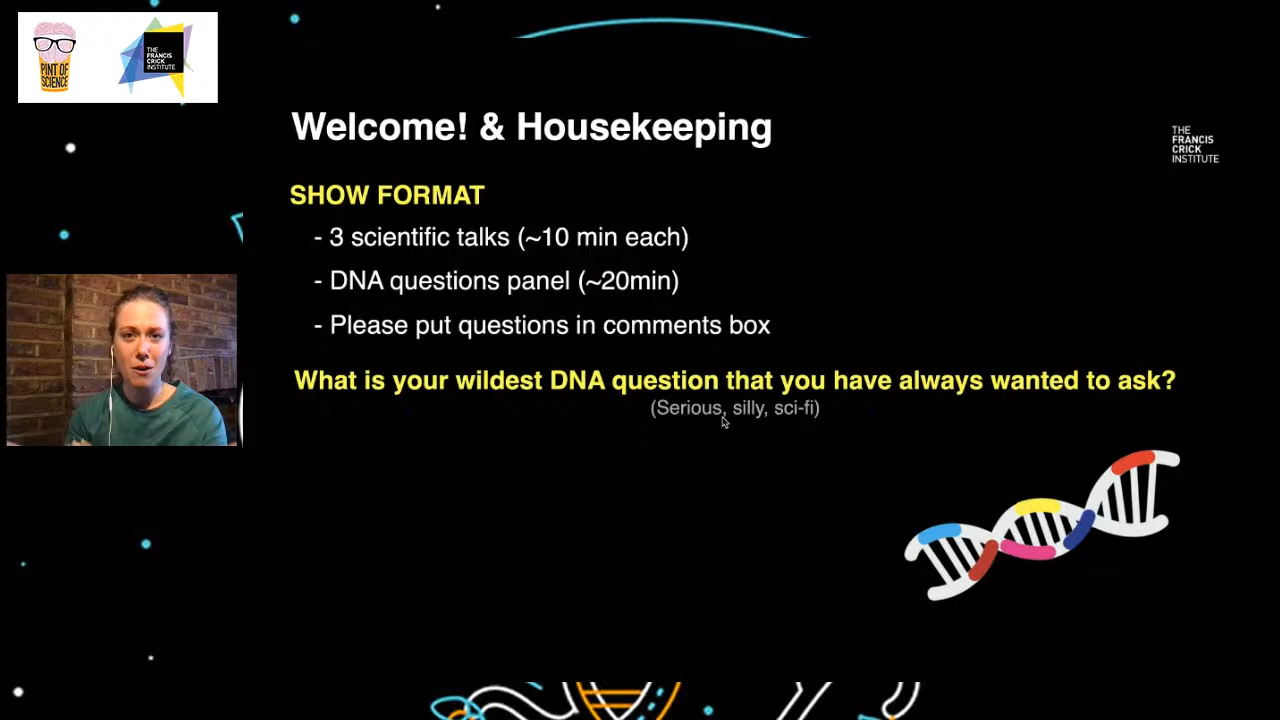 PINT OF
SCIENCE
THE
FRANCIS
CRICK
INSTITUTE
Welcome! & Housekeeping
THE
FRANCIS
CRICK
INSTITUTE
SHOW FORMAT
- 3 scientific talks (~10 min each)
- DNA questions panel (~20min)
- Please put questions in comments box
What is your wildest DNA question that you have always wanted to ask?
(Serious, silly, sci-fi)